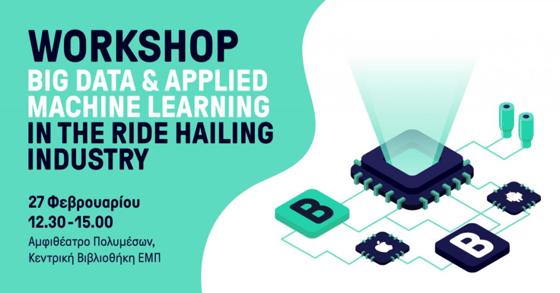 WORKSHOP
BIG DATA & APPLIED
MACHINE LEARNING
IN THE RIDE HAILING
INDUSTRY
27 Φεβρουαρίου
12.30-15.00
Αμφιθέατρο Πολυμέσων,
Κεντρική Βιβλιοθήκη ΕΜΠ
B
B